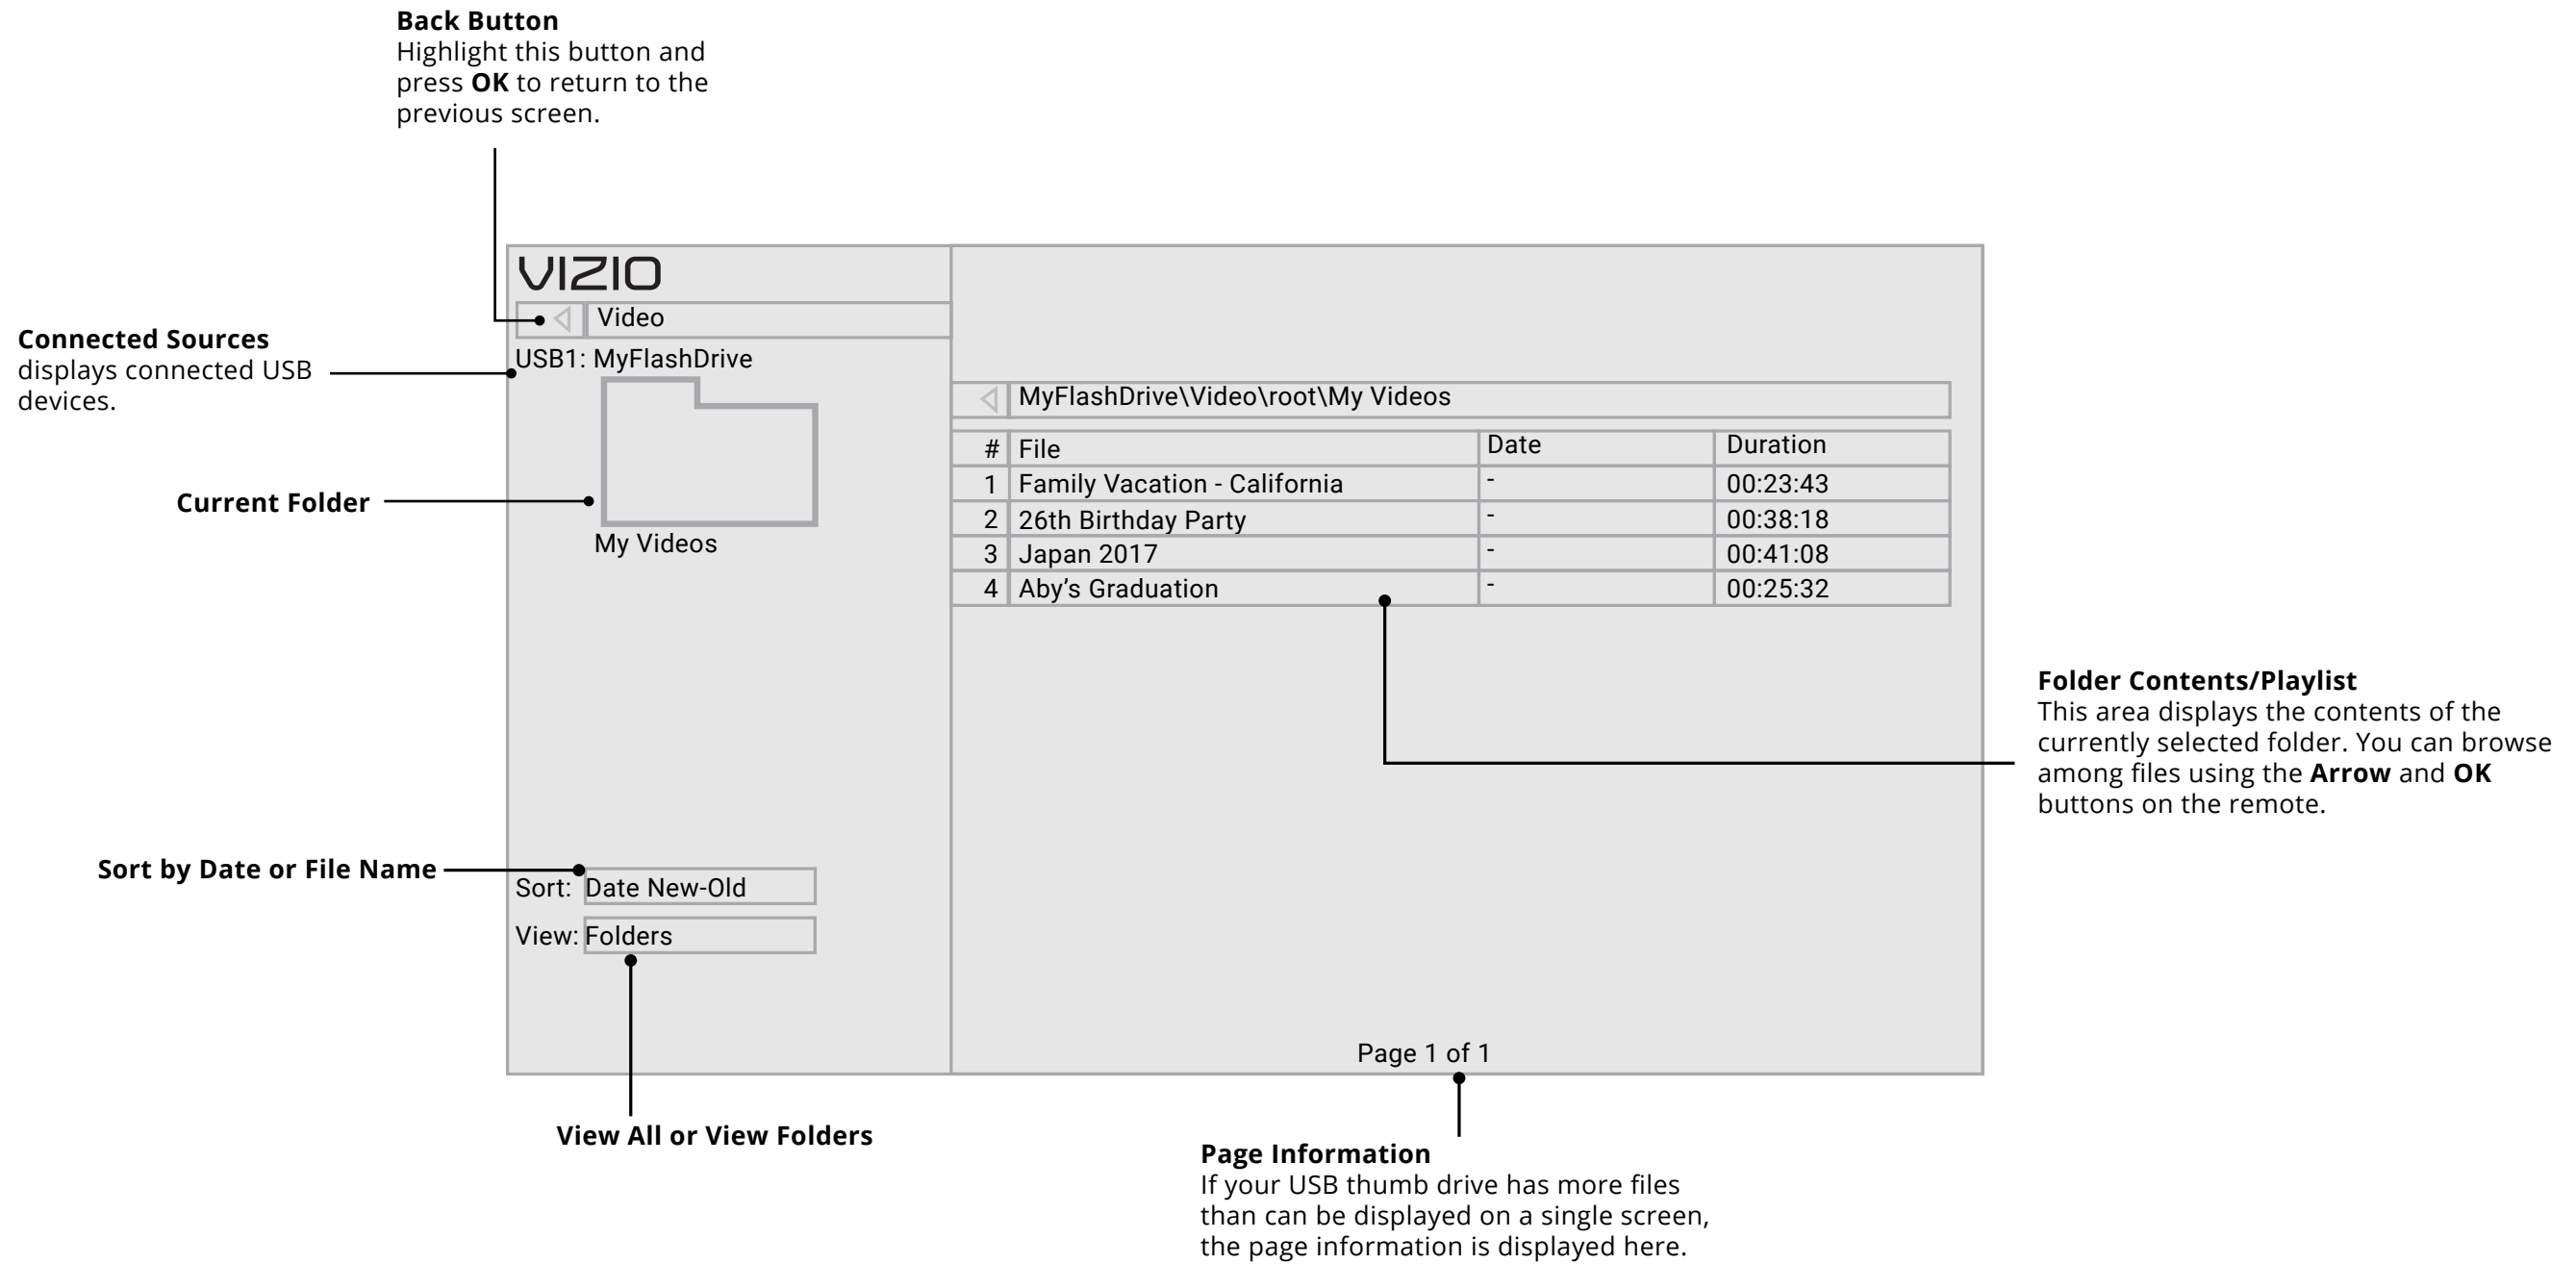 Back Button
Highlight this button and
press OK to return to the
previous screen.
VIZIO
Video
Connected Sources
displays connected USB
devices.
USB1: MyFlashDrive
MyFlashDrive\Video\root\My Videos
Current Folder
My Videos
# File Date Duration
1 Family Vacation - California - 00:23:43
2 26th Birthday Party - 00:38:18
3 Japan 2017 - 00:41:08
4 Aby’s Graduation - 00:25:32
Folder Contents/Playlist
This area displays the contents of the
currently selected folder. You can browse
among files using the Arrow and OK
buttons on the remote.
Sort by Date or File Name
Sort: Date New-Old
View: Folders
Page 1 of 1
View All or View Folders
Page Information
If your USB thumb drive has more files
than can be displayed on a single screen,
the page information is displayed here.